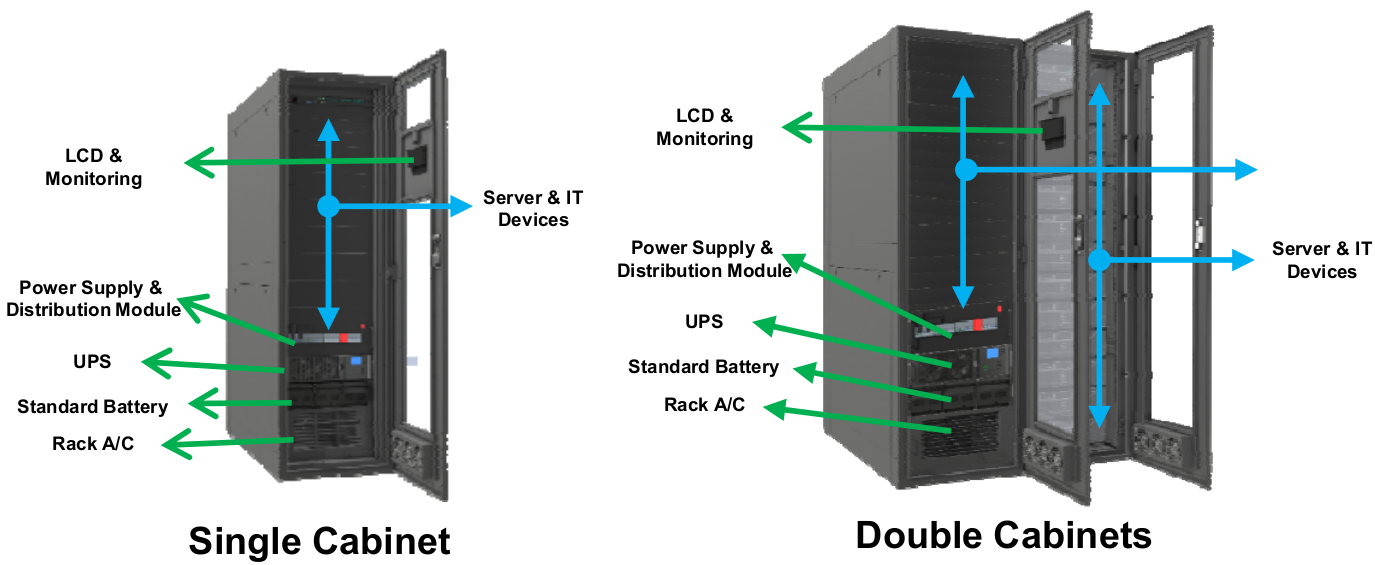 LCD &
Monitoring
Server & IT
Devices
Power Supply &
Distribution Module
UPS
Standard Battery
Rack A/C
Single Cabinet
LCD &
Monitoring
Power Supply &
Distribution Module
UPS
Standard Battery
Rack A/C
Server & IT
Devices
Double Cabinets